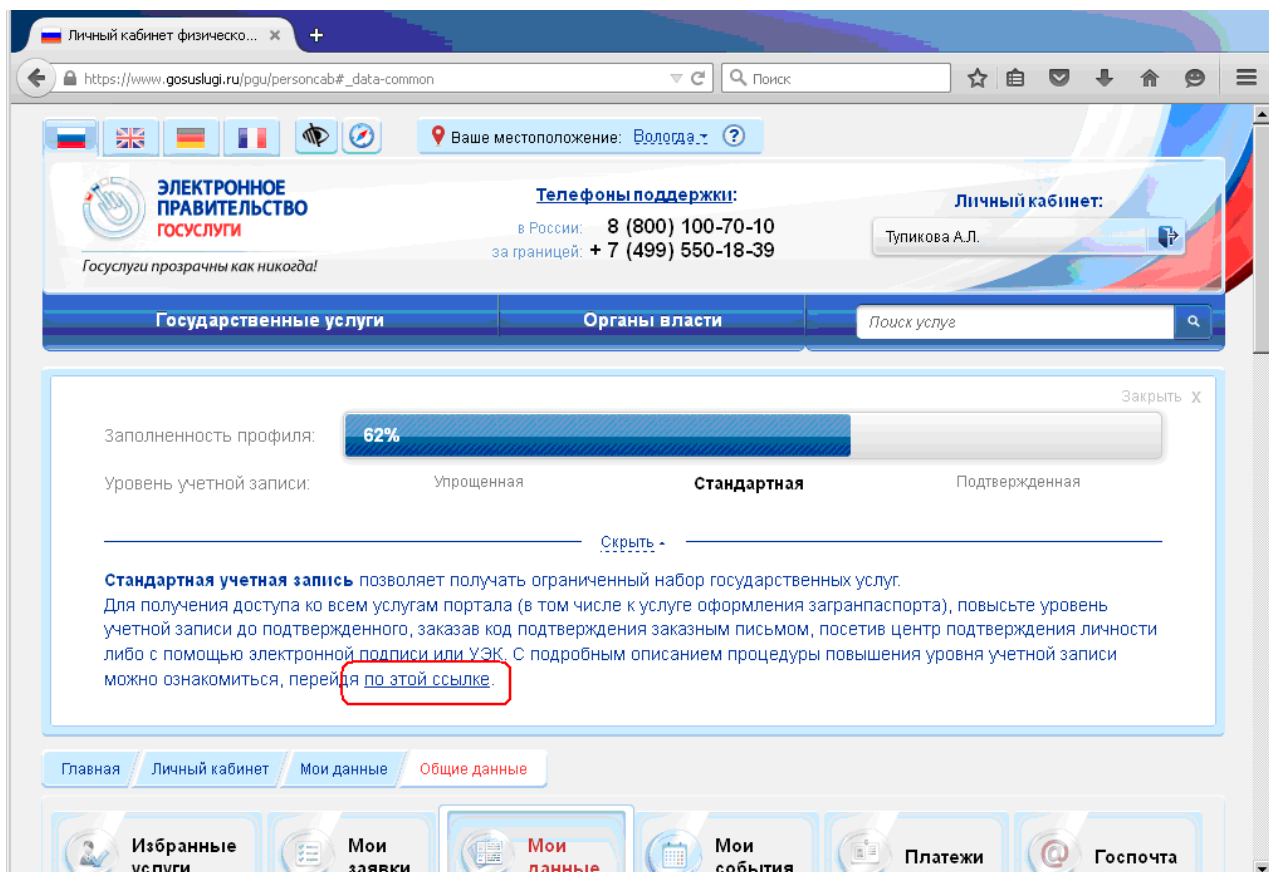 Личный кабинет физическо...
https://www.gosuslugi.ru/pgu/personcab#_data-common
Поиск
Ваше местоположение: Вологда ?
ЭЛЕКТРОННОЕ
ПРАВИТЕЛЬСТВО
ГОСУСЛУГИ
Госуслуги прозрачны как никогда!
Телефоны поддержки:
в России: 8 (800) 100-70-10
за границей: + 7 (499) 550-18-39
Личный кабинет:
Тупикова А.Л.
Государственные услуги
Органы власти
Поиск услуг
Закрыть X
Заполненность профиля: 62%
Уровень учетной записи: Упрощенная Стандартная Подтвержденная
Скрыть
Стандартная учетная запись позволяет получать ограниченный набор государственных услуг.
Для получения доступа ко всем услугам портала (в том числе к услуге оформления загранпаспорта), повысьте уровень
учетной записи до подтвержденного, заказав код подтверждения заказным письмом, посетив центр подтверждения личности
либо с помощью электронной подписи или УЭК. С подробным описанием процедуры повышения уровня учетной записи
можно ознакомиться, перейдя по этой ссылке.
Главная Личный кабинет Мои данные Общие данные
Избранные
услуги
Мои
заявки
Мои
данные
Мои
события
Платежи
Госпочта